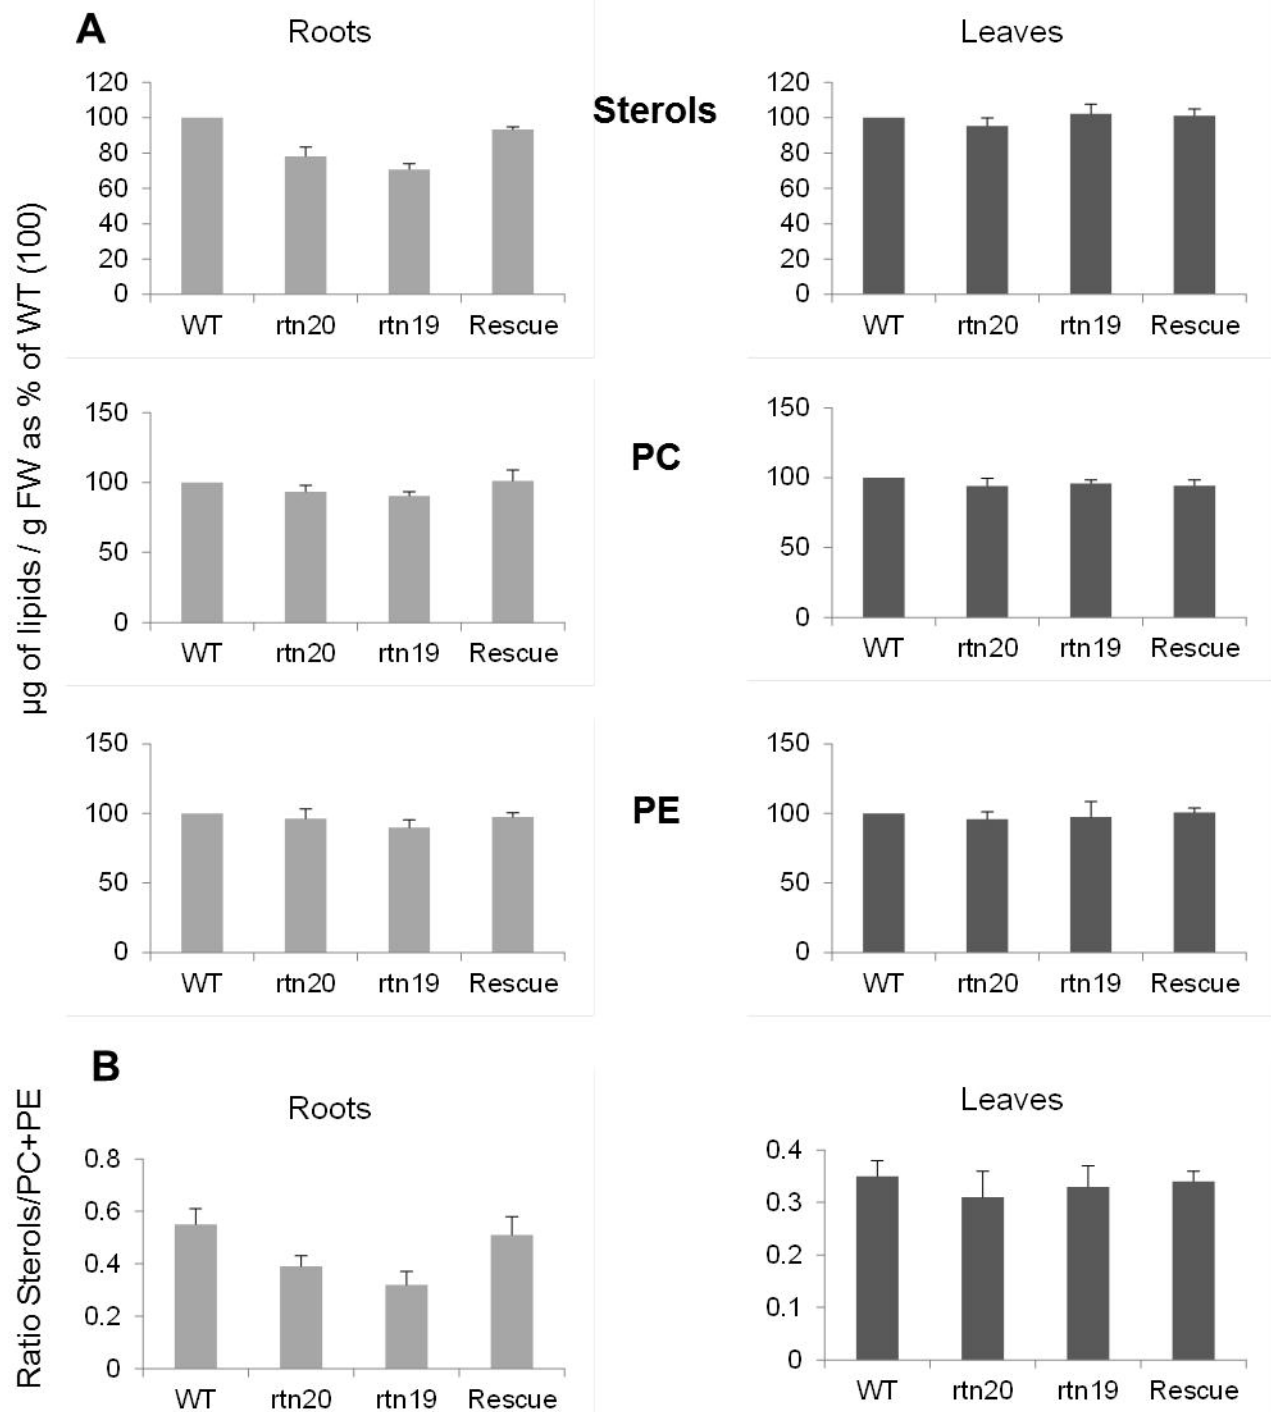 A
Roots
Leaves
Sterols
µg of lipids / g FW as % of WT (100)
120
100
80
60
40
20
0
WT rtn20 rtn19 Rescue
120
100
80
60
40
20
0
WT rtn20 rtn19 Rescue
PC
150
100
50
0
WT rtn20 rtn19 Rescue
150
100
50
0
WT rtn20 rtn19 Rescue
PE
150
100
50
0
WT rtn20 rtn19 Rescue
150
100
50
0
WT rtn20 rtn19 Rescue
B
Roots
Leaves
Ratio Sterols/PC+PE
0.8
0.6
0.4
0.2
0
WT rtn20 rtn19 Rescue
0.4
0.3
0.2
0.1
0
WT rtn20 rtn19 Rescue